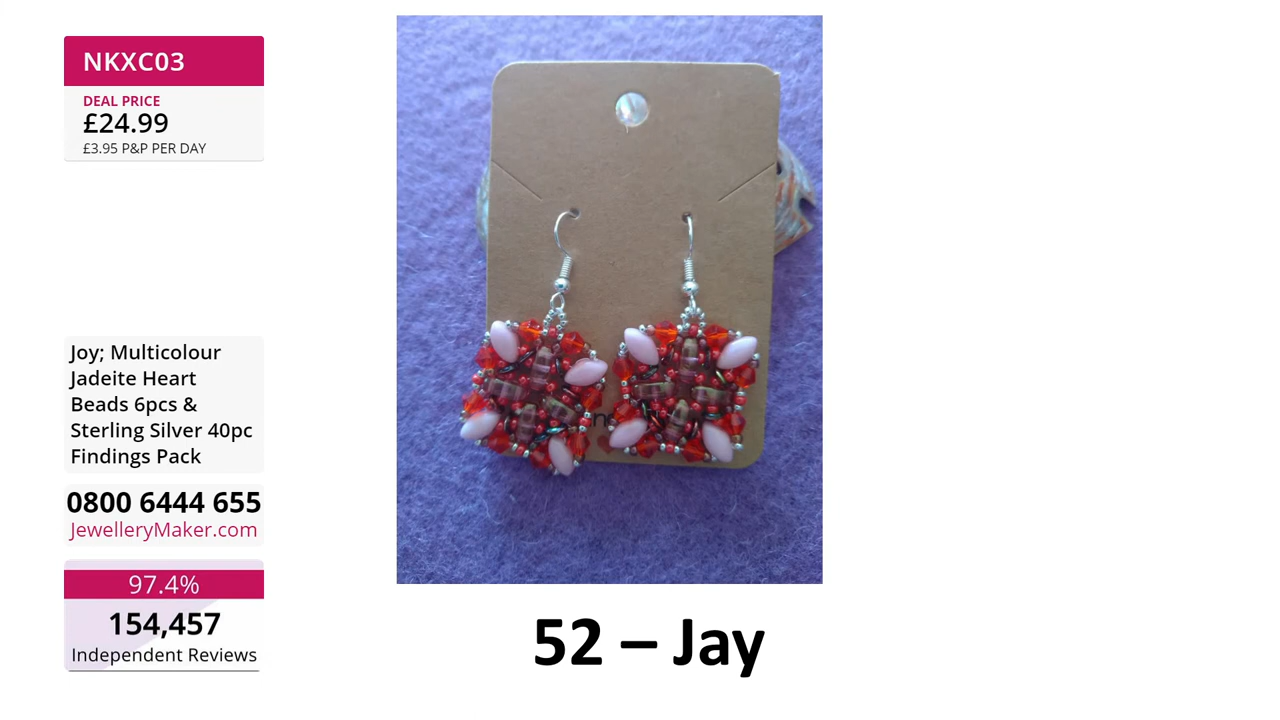 NKXC03
DEAL PRICE
£24.99
£3.95 P&P PER DAY
Joy; Multicolour
Jadeite Heart
Beads 6pcs &
Sterling Silver 40pc
Findings Pack
0800 6444 655
JewelleryMaker.com
97.4%
154,457
Independent Reviews
52 – Jay